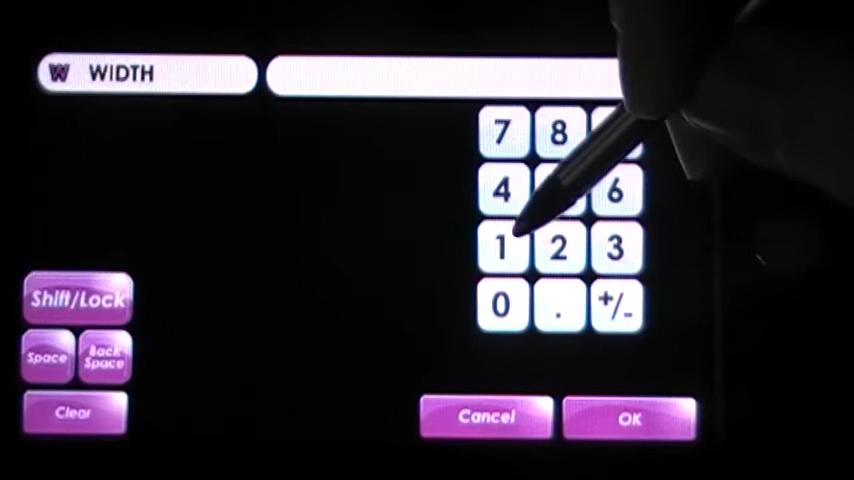 W WIDTH
7 8
4 6
1 2 3
0 . +/-
Shift/Lock
Space Back Space
Clear
Cancel OK